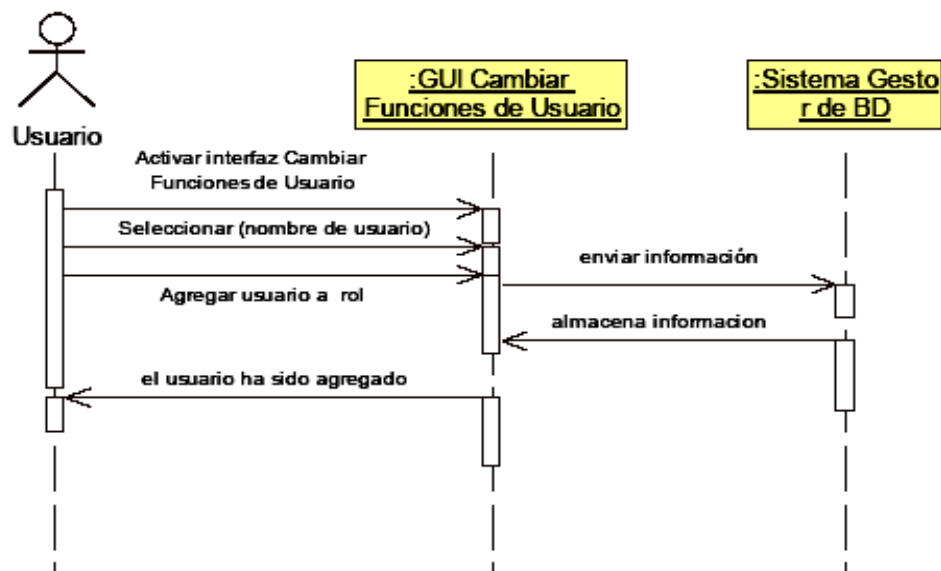 :GUI Cambiar
Funciones de Usuario
:Sistema Gesto
r de BD
Usuario
Activar interfaz Cambiar
Funciones de Usuario
Seleccionar (nombre de usuario)
enviar información
Agregar usuario a rol
almacena informacion
el usuario ha sido agregado